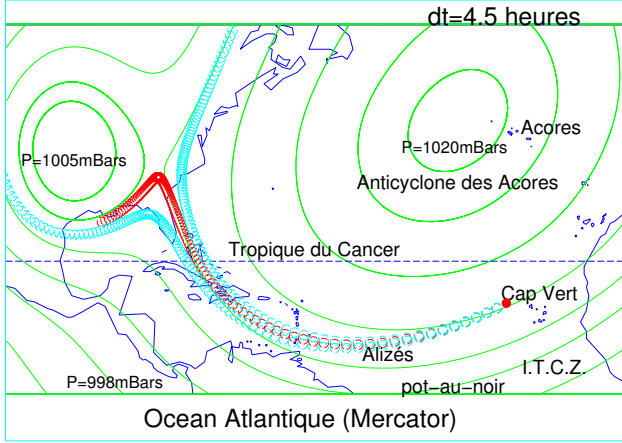 dt=4.5 heures
Acores
P=1020mBars
P=1005mBars
Anticyclone des Acores
Tropique du Cancer
Cap Vert
Alizés
I.T.C.Z.
P=998mBars
pot-au-noir
Ocean Atlantique (Mercator)